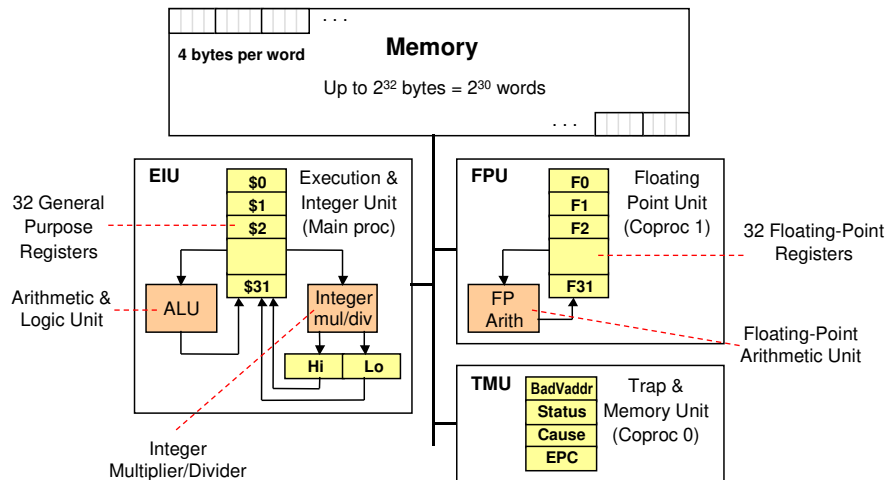 . . .
4 bytes per word
Memory
Up to 2³² bytes = 2³⁰ words
. . .
EIU
$0
$1
$2
$31
Execution &
Integer Unit
(Main proc)
32 General
Purpose
Registers
Arithmetic &
Logic Unit
ALU
Integer
mul/div
Hi
Lo
Integer
Multiplier/Divider
FPU
F0
F1
F2
F31
Floating
Point Unit
(Coproc 1)
32 Floating-Point
Registers
FP
Arith
Floating-Point
Arithmetic Unit
TMU
BadVaddr
Status
Cause
EPC
Trap &
Memory Unit
(Coproc 0)